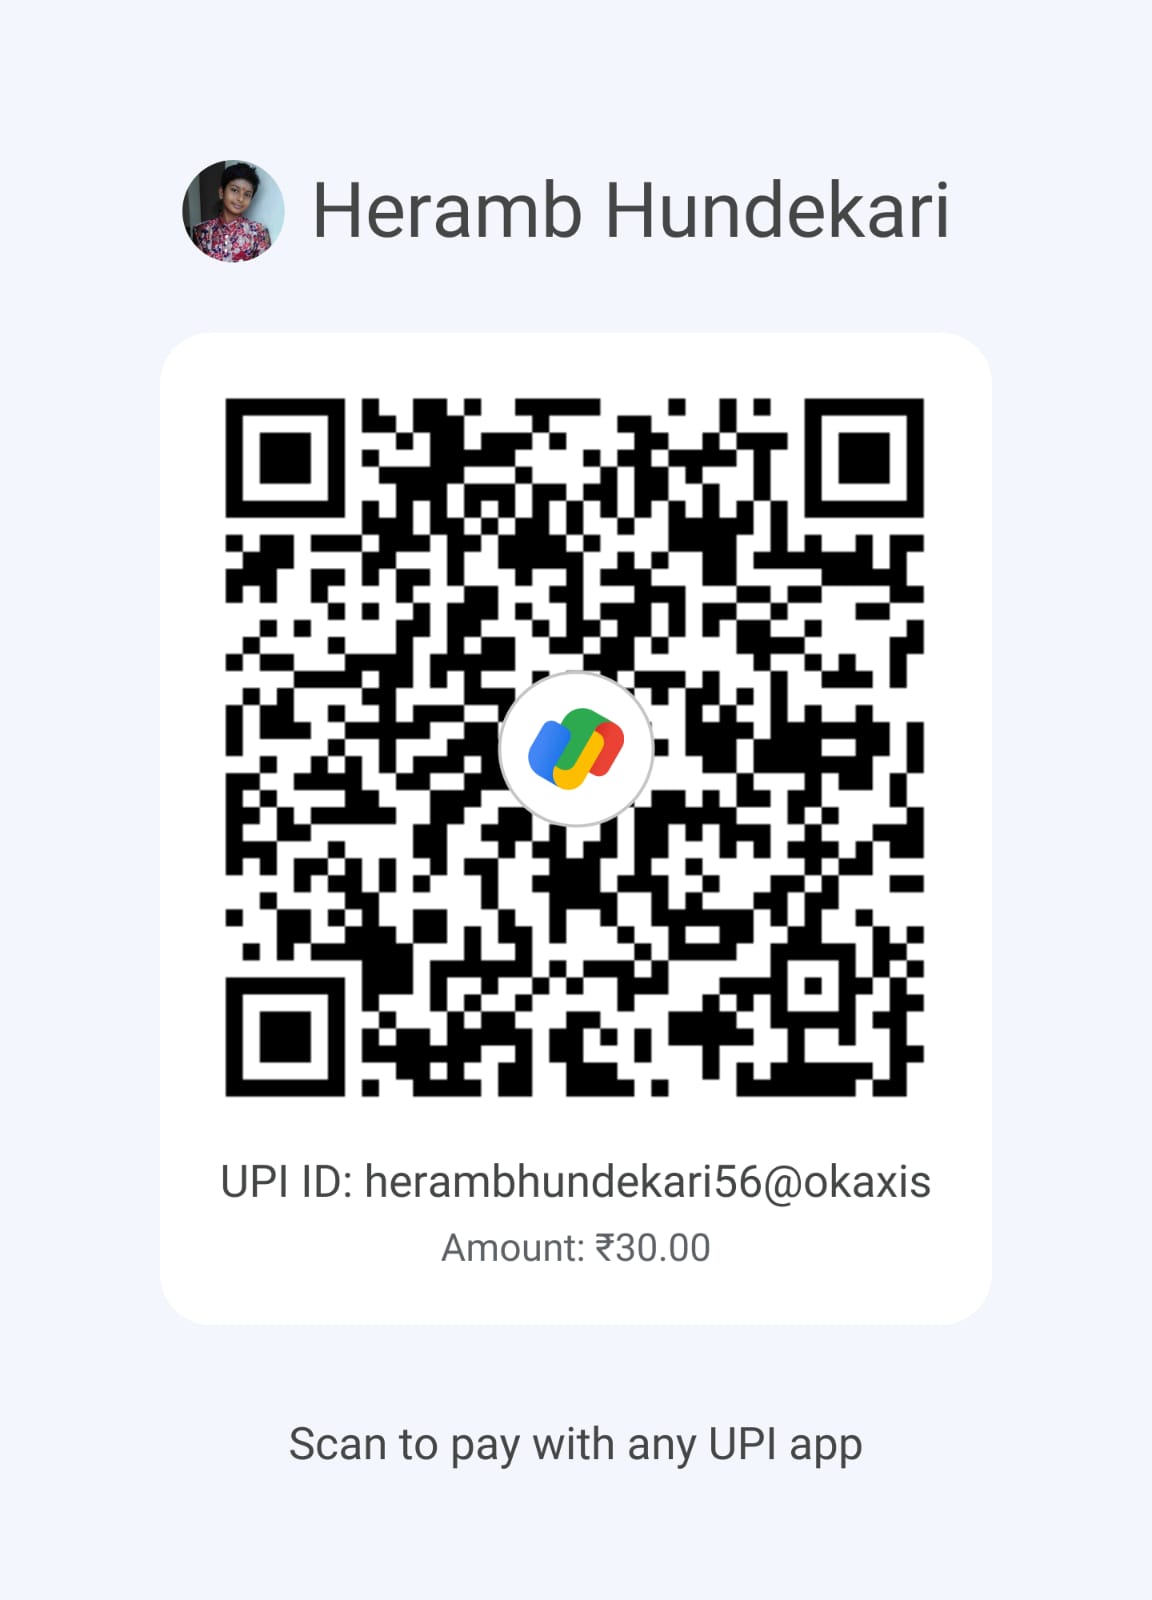 Heramb Hundekari
UPI ID: herambhundekari56@okaxis
Amount: ₹30.00
Scan to pay with any UPI app